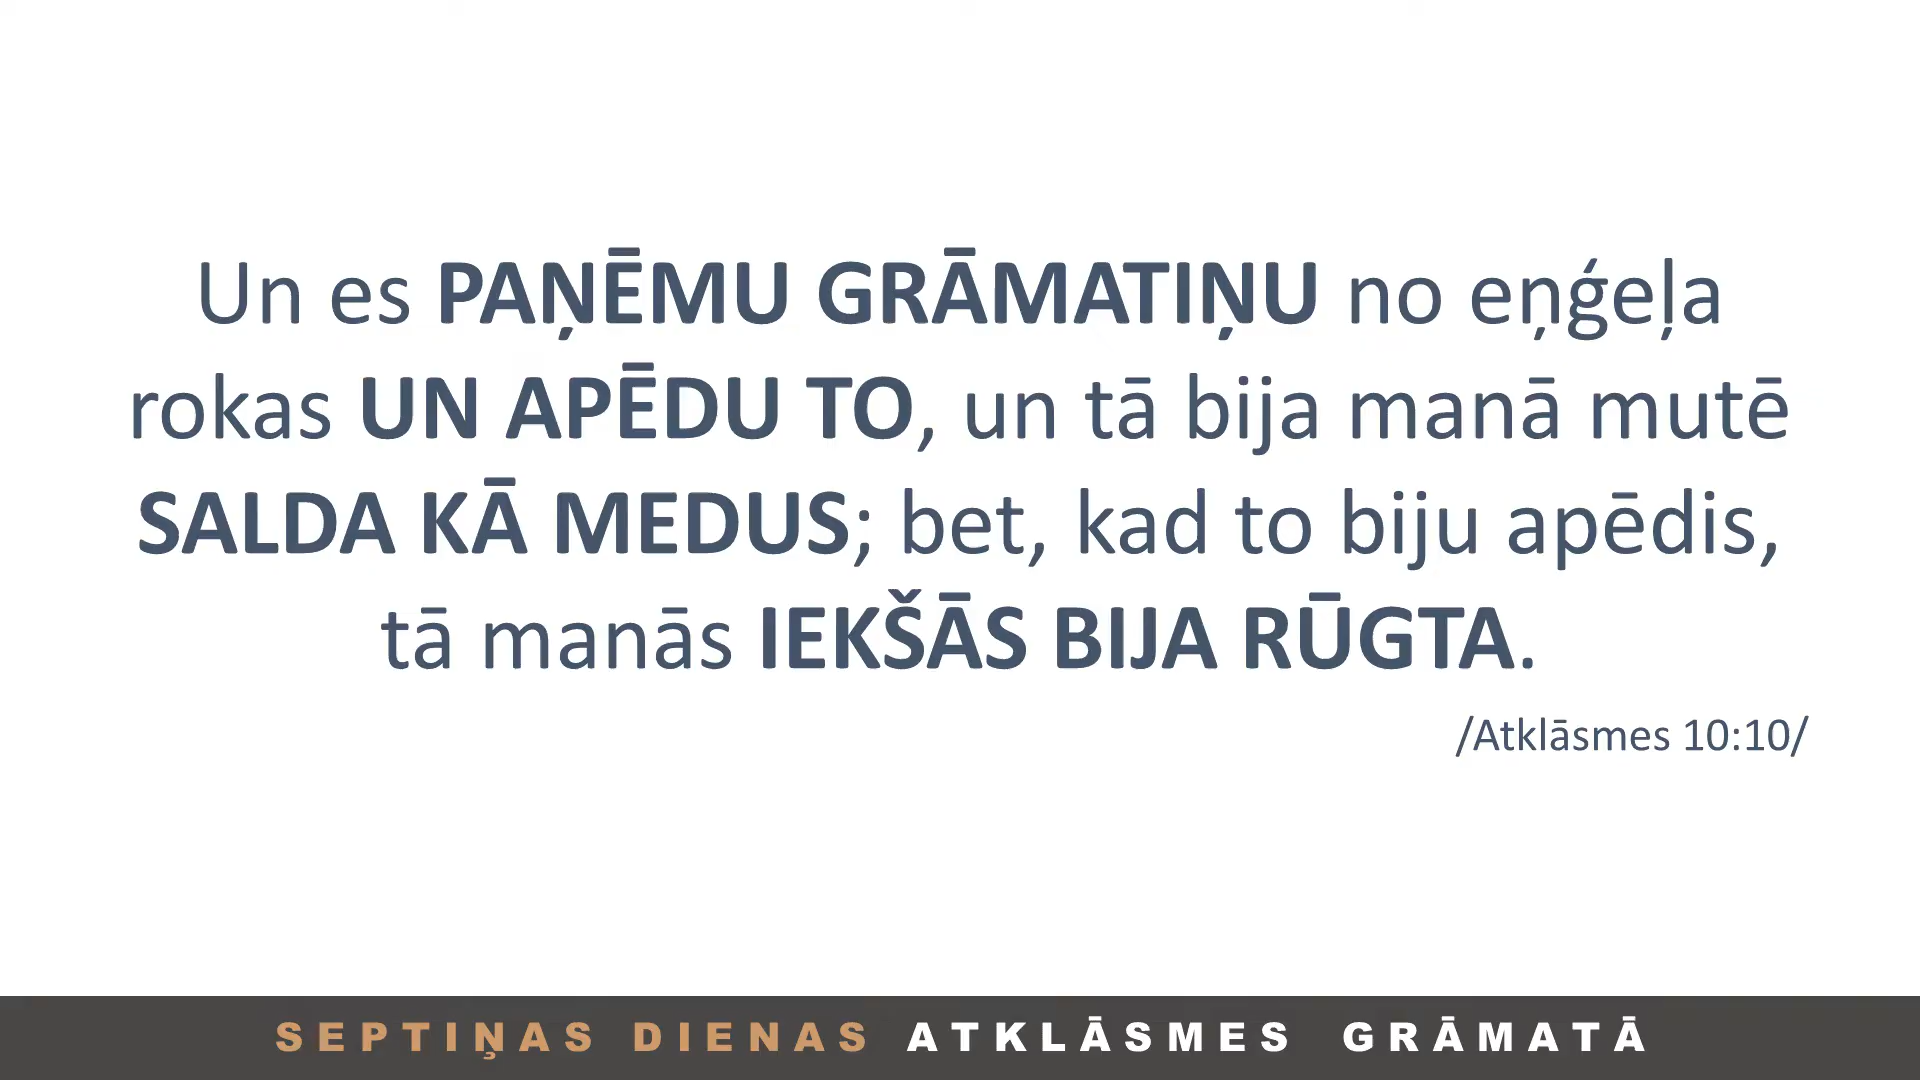 Un es PAŅĒMU GRĀMATIŅU no eņģeļa
rokas UN APĒDU TO, un tā bija manā mutē
SALDA KĀ MEDUS; bet, kad to biju apēdis,
tā manās IEKŠĀS BIJA RŪGTA.
/Atklāsmes 10:10/
SEPTIŅAS DIENAS ATKLĀSMES GRĀMATĀ